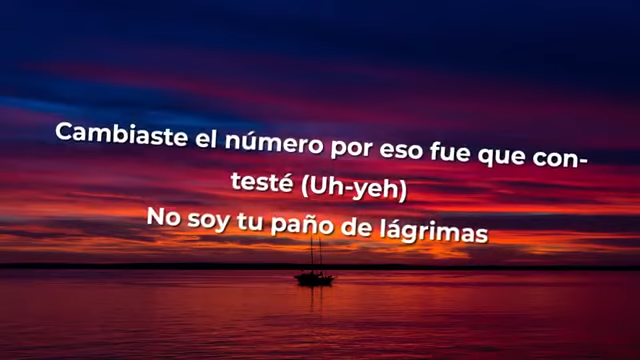 Cambiaste el número por eso fue que con-
testé (Uh-yeh)
No soy tu paño de lágrimas